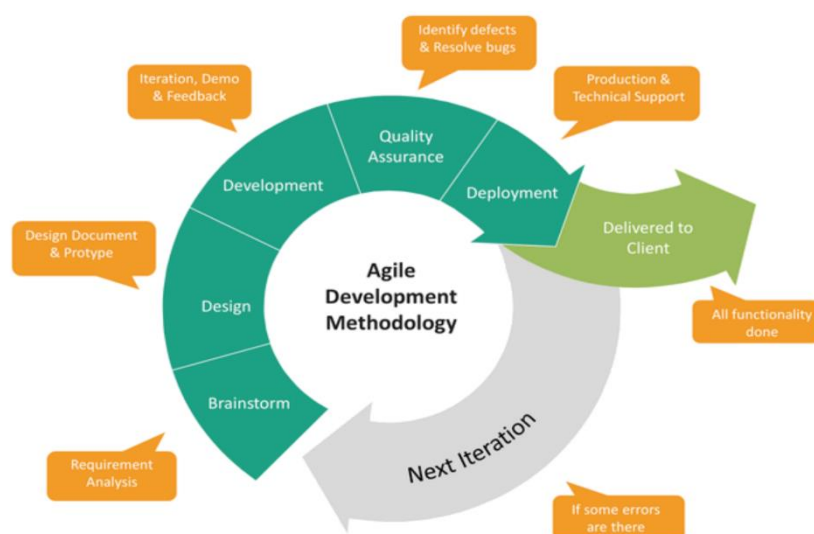 Identify defects
& Resolve bugs
Iteration, Demo
& Feedback
Production &
Technical Support
Quality
Assurance
Development
Deployment
Delivered to
Client
Design Document
& Protype
Agile
Development
Methodology
Design
All functionality
done
Brainstorm
Next Iteration
Requirement
Analysis
If some errors
are there